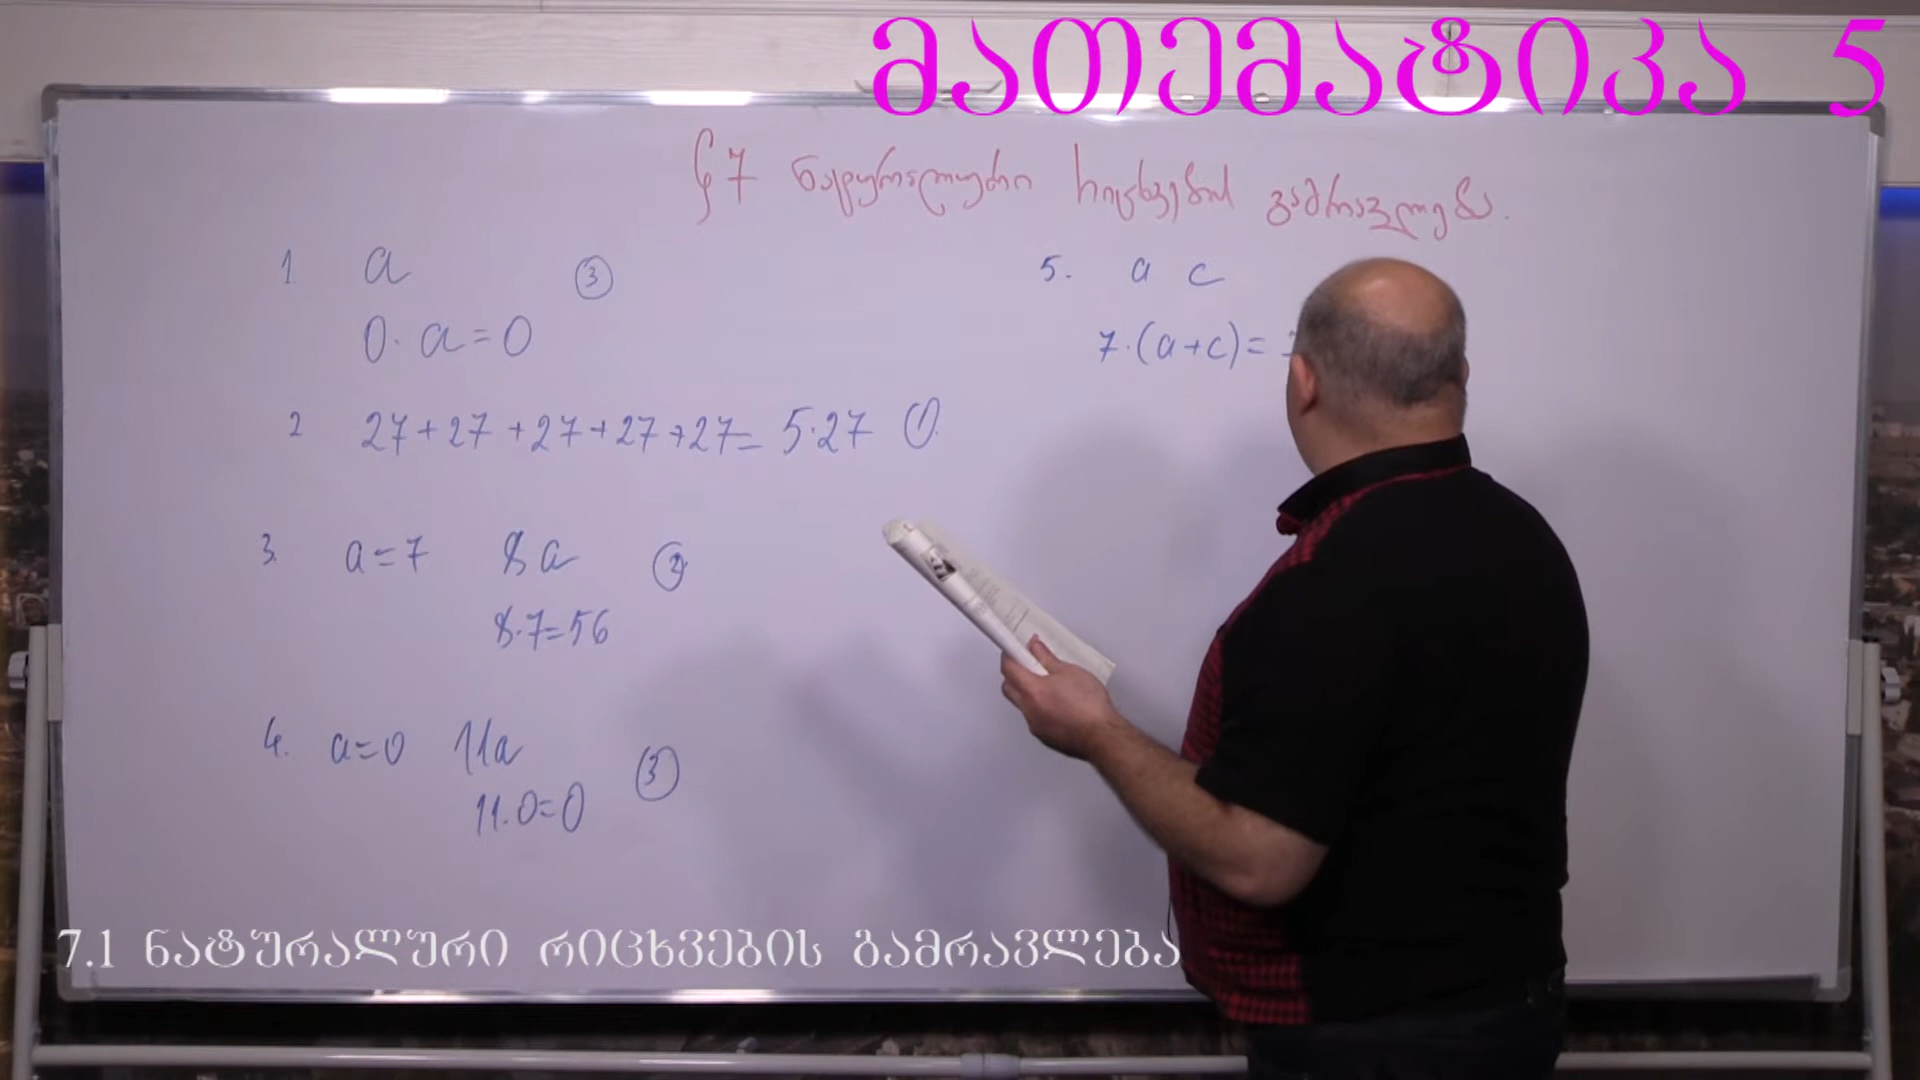 მათემატიკა 5
§7 ნატურალური რიცხვების გამრავლება.
1. a ③
0·a=0
2 27+27+27+27+27= 5·27 ①
3. a=7 8a ②
8·7=56
4. a=0 11a ③
11·0=0
5. a c
7·(a+c)=
7.1 ნატურალური რიცხვების გამრავლება